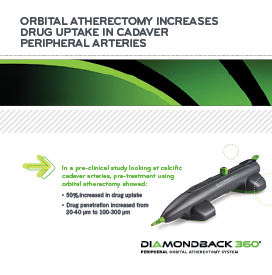 ORBITAL ATHERECTOMY INCREASES
DRUG UPTAKE IN CADAVER
PERIPHERAL ARTERIES
In a pre-clinical study looking at calcific
cadaver arteries, pre-treatment using
orbital atherectomy showed:
• 50% increased in drug uptake
• Drug penetration increased from
20-40 µm to 100-300 µm
DIAMONDBACK 360°
PERIPHERAL ORBITAL ATHERECTOMY SYSTEM